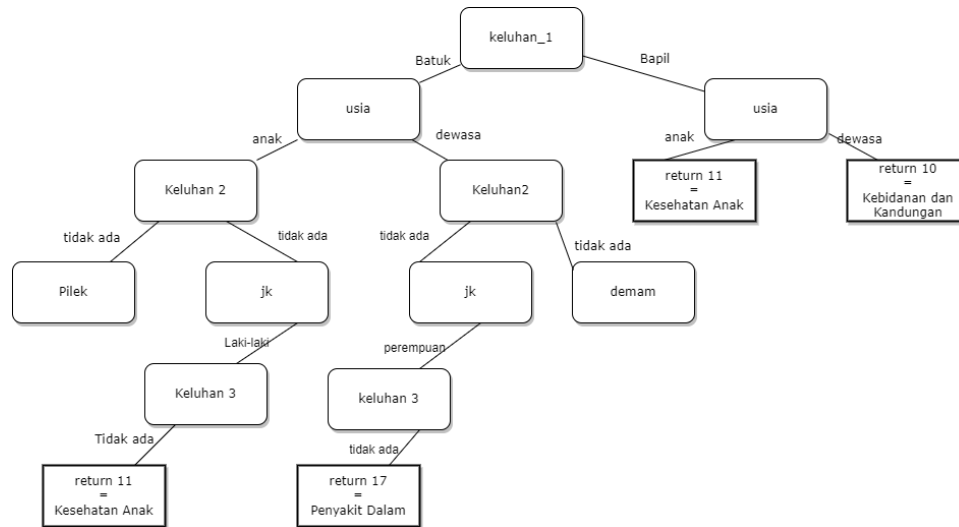 keluhan_1
Batuk
Bapil
usia
usia
anak
dewasa
anak
dewasa
Keluhan 2
Keluhan2
return 11
=
Kesehatan Anak
return 10
=
Kebidanan dan
Kandungan
tidak ada
tidak ada
tidak ada
tidak ada
Pilek
jk
jk
demam
Laki-laki
perempuan
Keluhan 3
keluhan 3
Tidak ada
tidak ada
return 11
=
Kesehatan Anak
return 17
=
Penyakit Dalam